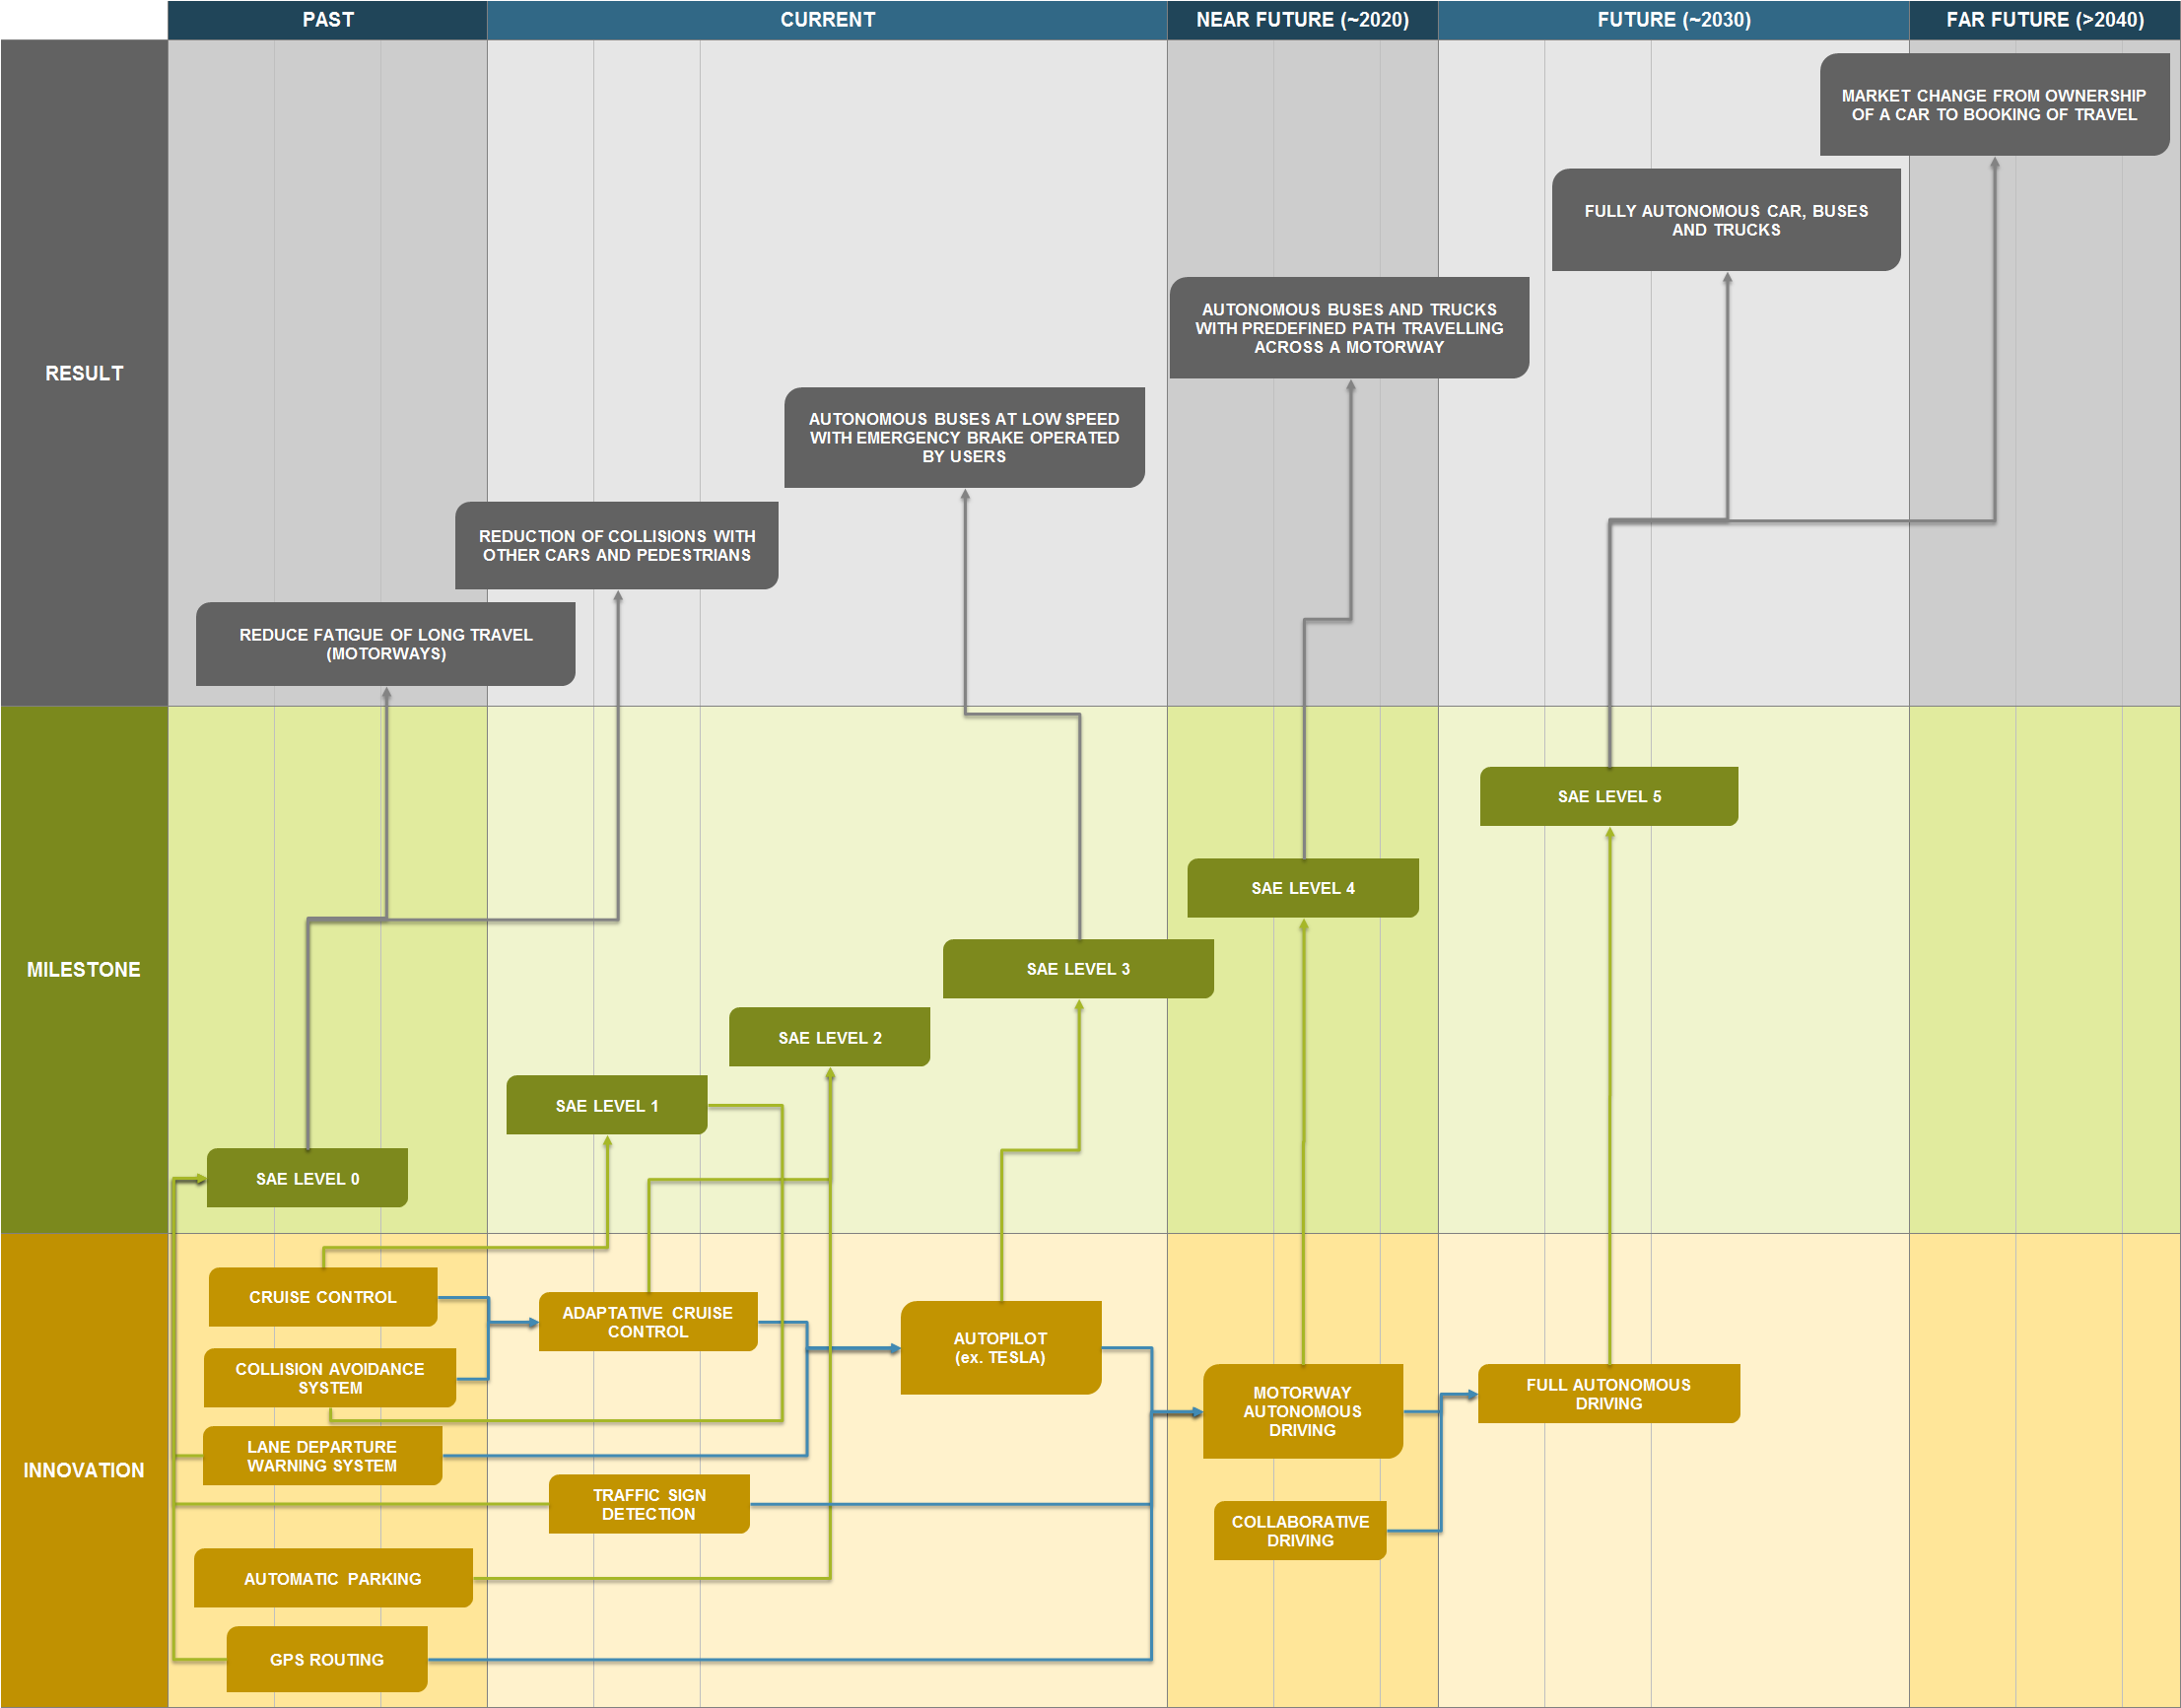 PAST
CURRENT
NEAR FUTURE (~2020)
FUTURE (~2030)
FAR FUTURE (>2040)
RESULT
MARKET CHANGE FROM OWNERSHIP
OF A CAR TO BOOKING OF TRAVEL
FULLY AUTONOMOUS CAR, BUSES
AND TRUCKS
AUTONOMOUS BUSES AND TRUCKS
WITH PREDEFINED PATH TRAVELLING
ACROSS A MOTORWAY
AUTONOMOUS BUSES AT LOW SPEED
WITH EMERGENCY BRAKE OPERATED
BY USERS
REDUCTION OF COLLISIONS WITH
OTHER CARS AND PEDESTRIANS
REDUCE FATIGUE OF LONG TRAVEL
(MOTORWAYS)
MILESTONE
SAE LEVEL 5
SAE LEVEL 4
SAE LEVEL 3
SAE LEVEL 2
SAE LEVEL 1
SAE LEVEL 0
INNOVATION
CRUISE CONTROL
ADAPTATIVE CRUISE
CONTROL
AUTOPILOT
(ex. TESLA)
COLLISION AVOIDANCE
SYSTEM
MOTORWAY
AUTONOMOUS
DRIVING
FULL AUTONOMOUS
DRIVING
LANE DEPARTURE
WARNING SYSTEM
TRAFFIC SIGN
DETECTION
COLLABORATIVE
DRIVING
AUTOMATIC PARKING
GPS ROUTING